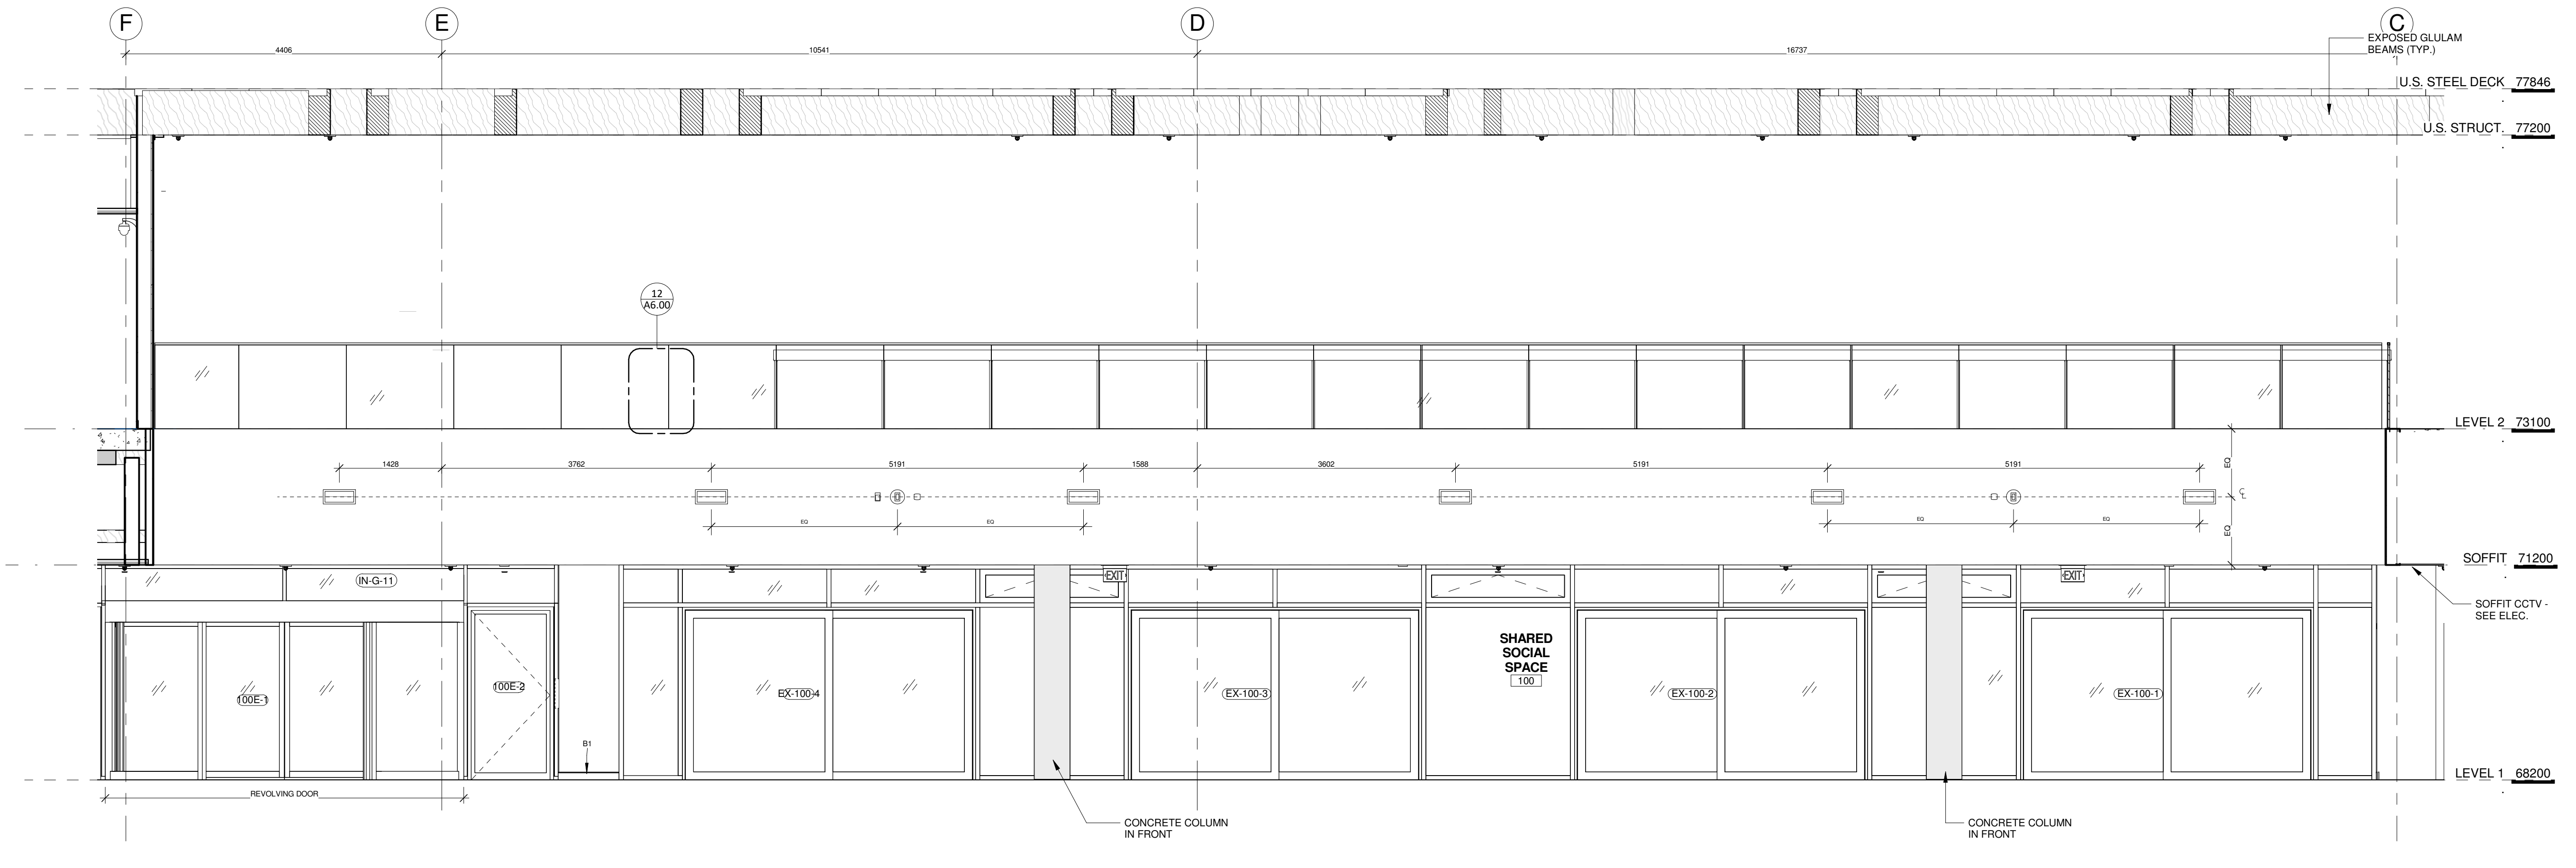 F
E
D
C
4406
10541
16737
EXPOSED GLULAM
BEAMS (TYP.)
U.S. STEEL DECK 77846
U.S. STRUCT. 77200
12
A6.00
LEVEL 2 73100
1428
3762
5191
1588
3602
5191
5191
EQ
EQ
EQ
EQ
EQ
EQ
CL
SOFFIT 71200
IN-G-11
EXIT
EXIT
SOFFIT CCTV -
SEE ELEC.
SHARED
SOCIAL
SPACE
100
100E-1
100E-2
EX-100-4
EX-100-3
EX-100-2
EX-100-1
B1
LEVEL 1 68200
REVOLVING DOOR
CONCRETE COLUMN
IN FRONT
CONCRETE COLUMN
IN FRONT